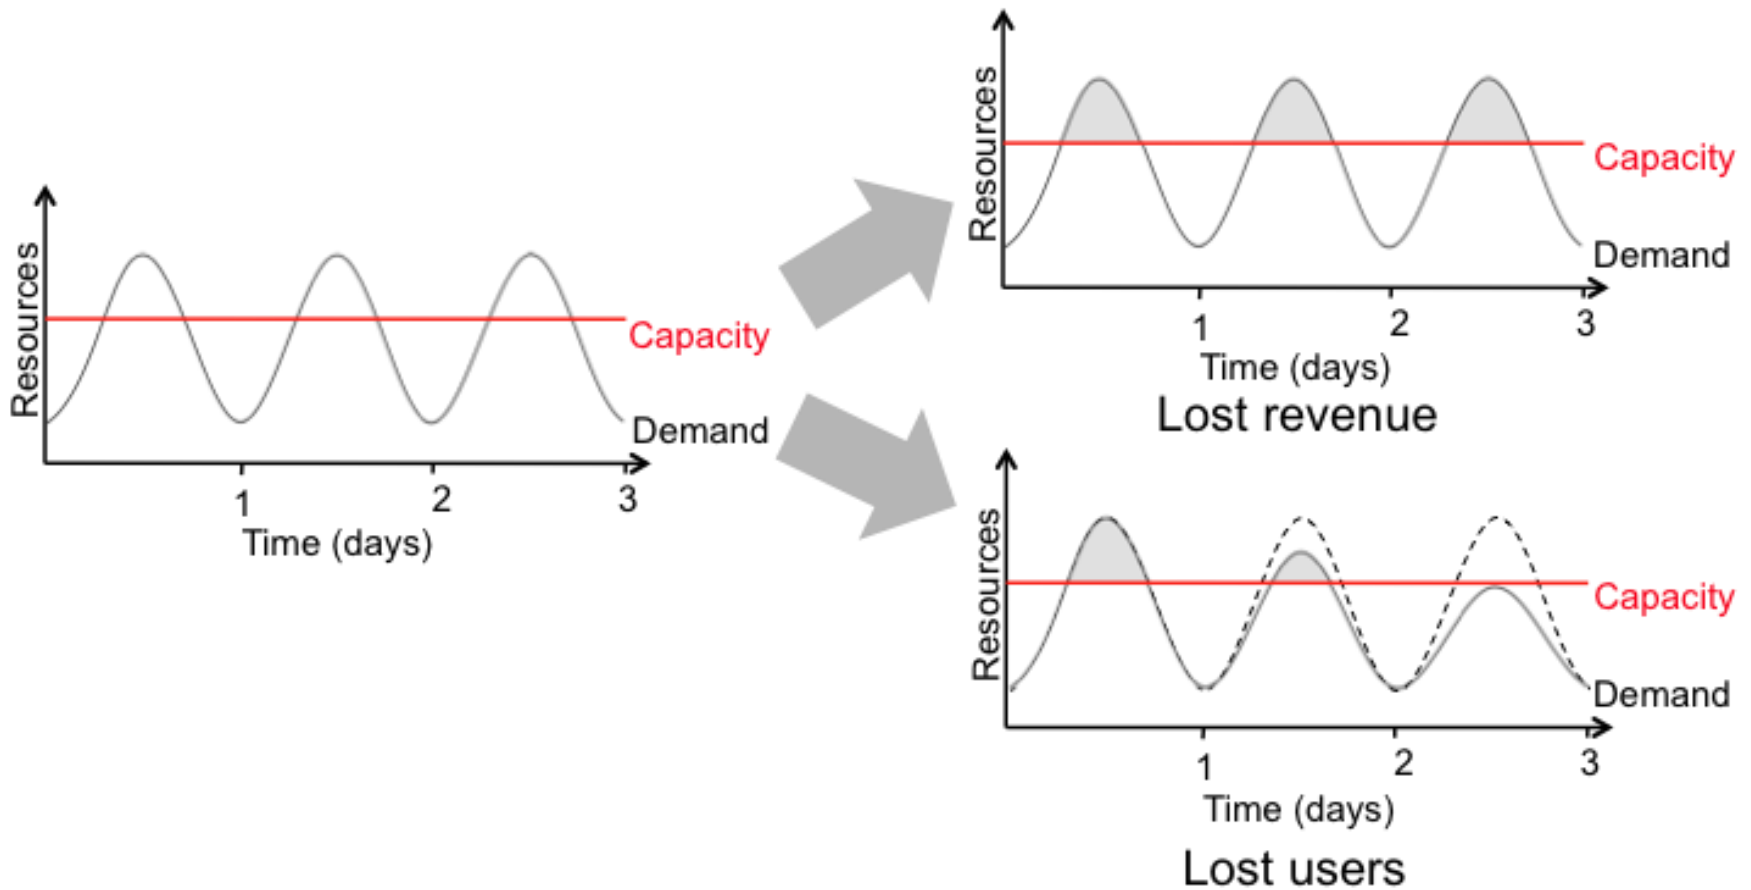 Resources
Capacity
Demand
1
2
3
Time (days)
Resources
Capacity
Demand
1
2
3
Time (days)
Lost revenue
Resources
Capacity
Demand
1
2
3
Time (days)
Lost users